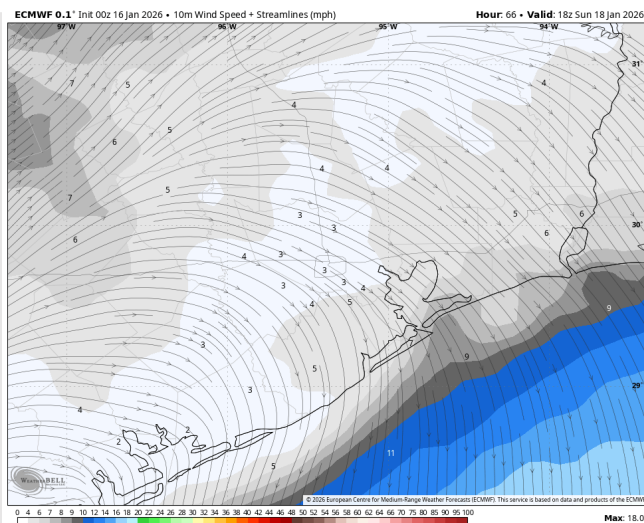 ECMWF 0.1° Init 00z 16 Jan 2026 • 10m Wind Speed + Streamlines (mph)
Hour: 66 • Valid: 18z Sun 18 Jan 2026
97°W 96°W 95°W 94°W
31°
7 5 4
4
5
6
4 4
5
7
3 5 6
30°
3 6
6
4 3
3
3 3 4
4 5
9
3 9
5
29°
3
4
2 2
11
5
WeatherBELL
© 2026 European Centre for Medium-Range Weather Forecasts (ECMWF). This service is based on data and products of the ECMWF
0 4 6 7 8 9 10 12 14 16 18 20 22 24 26 28 30 32 34 36 38 40 42 44 46 48 50 52 54 56 58 60 65 70 75 80 85 90 95 100
Max: 18.0